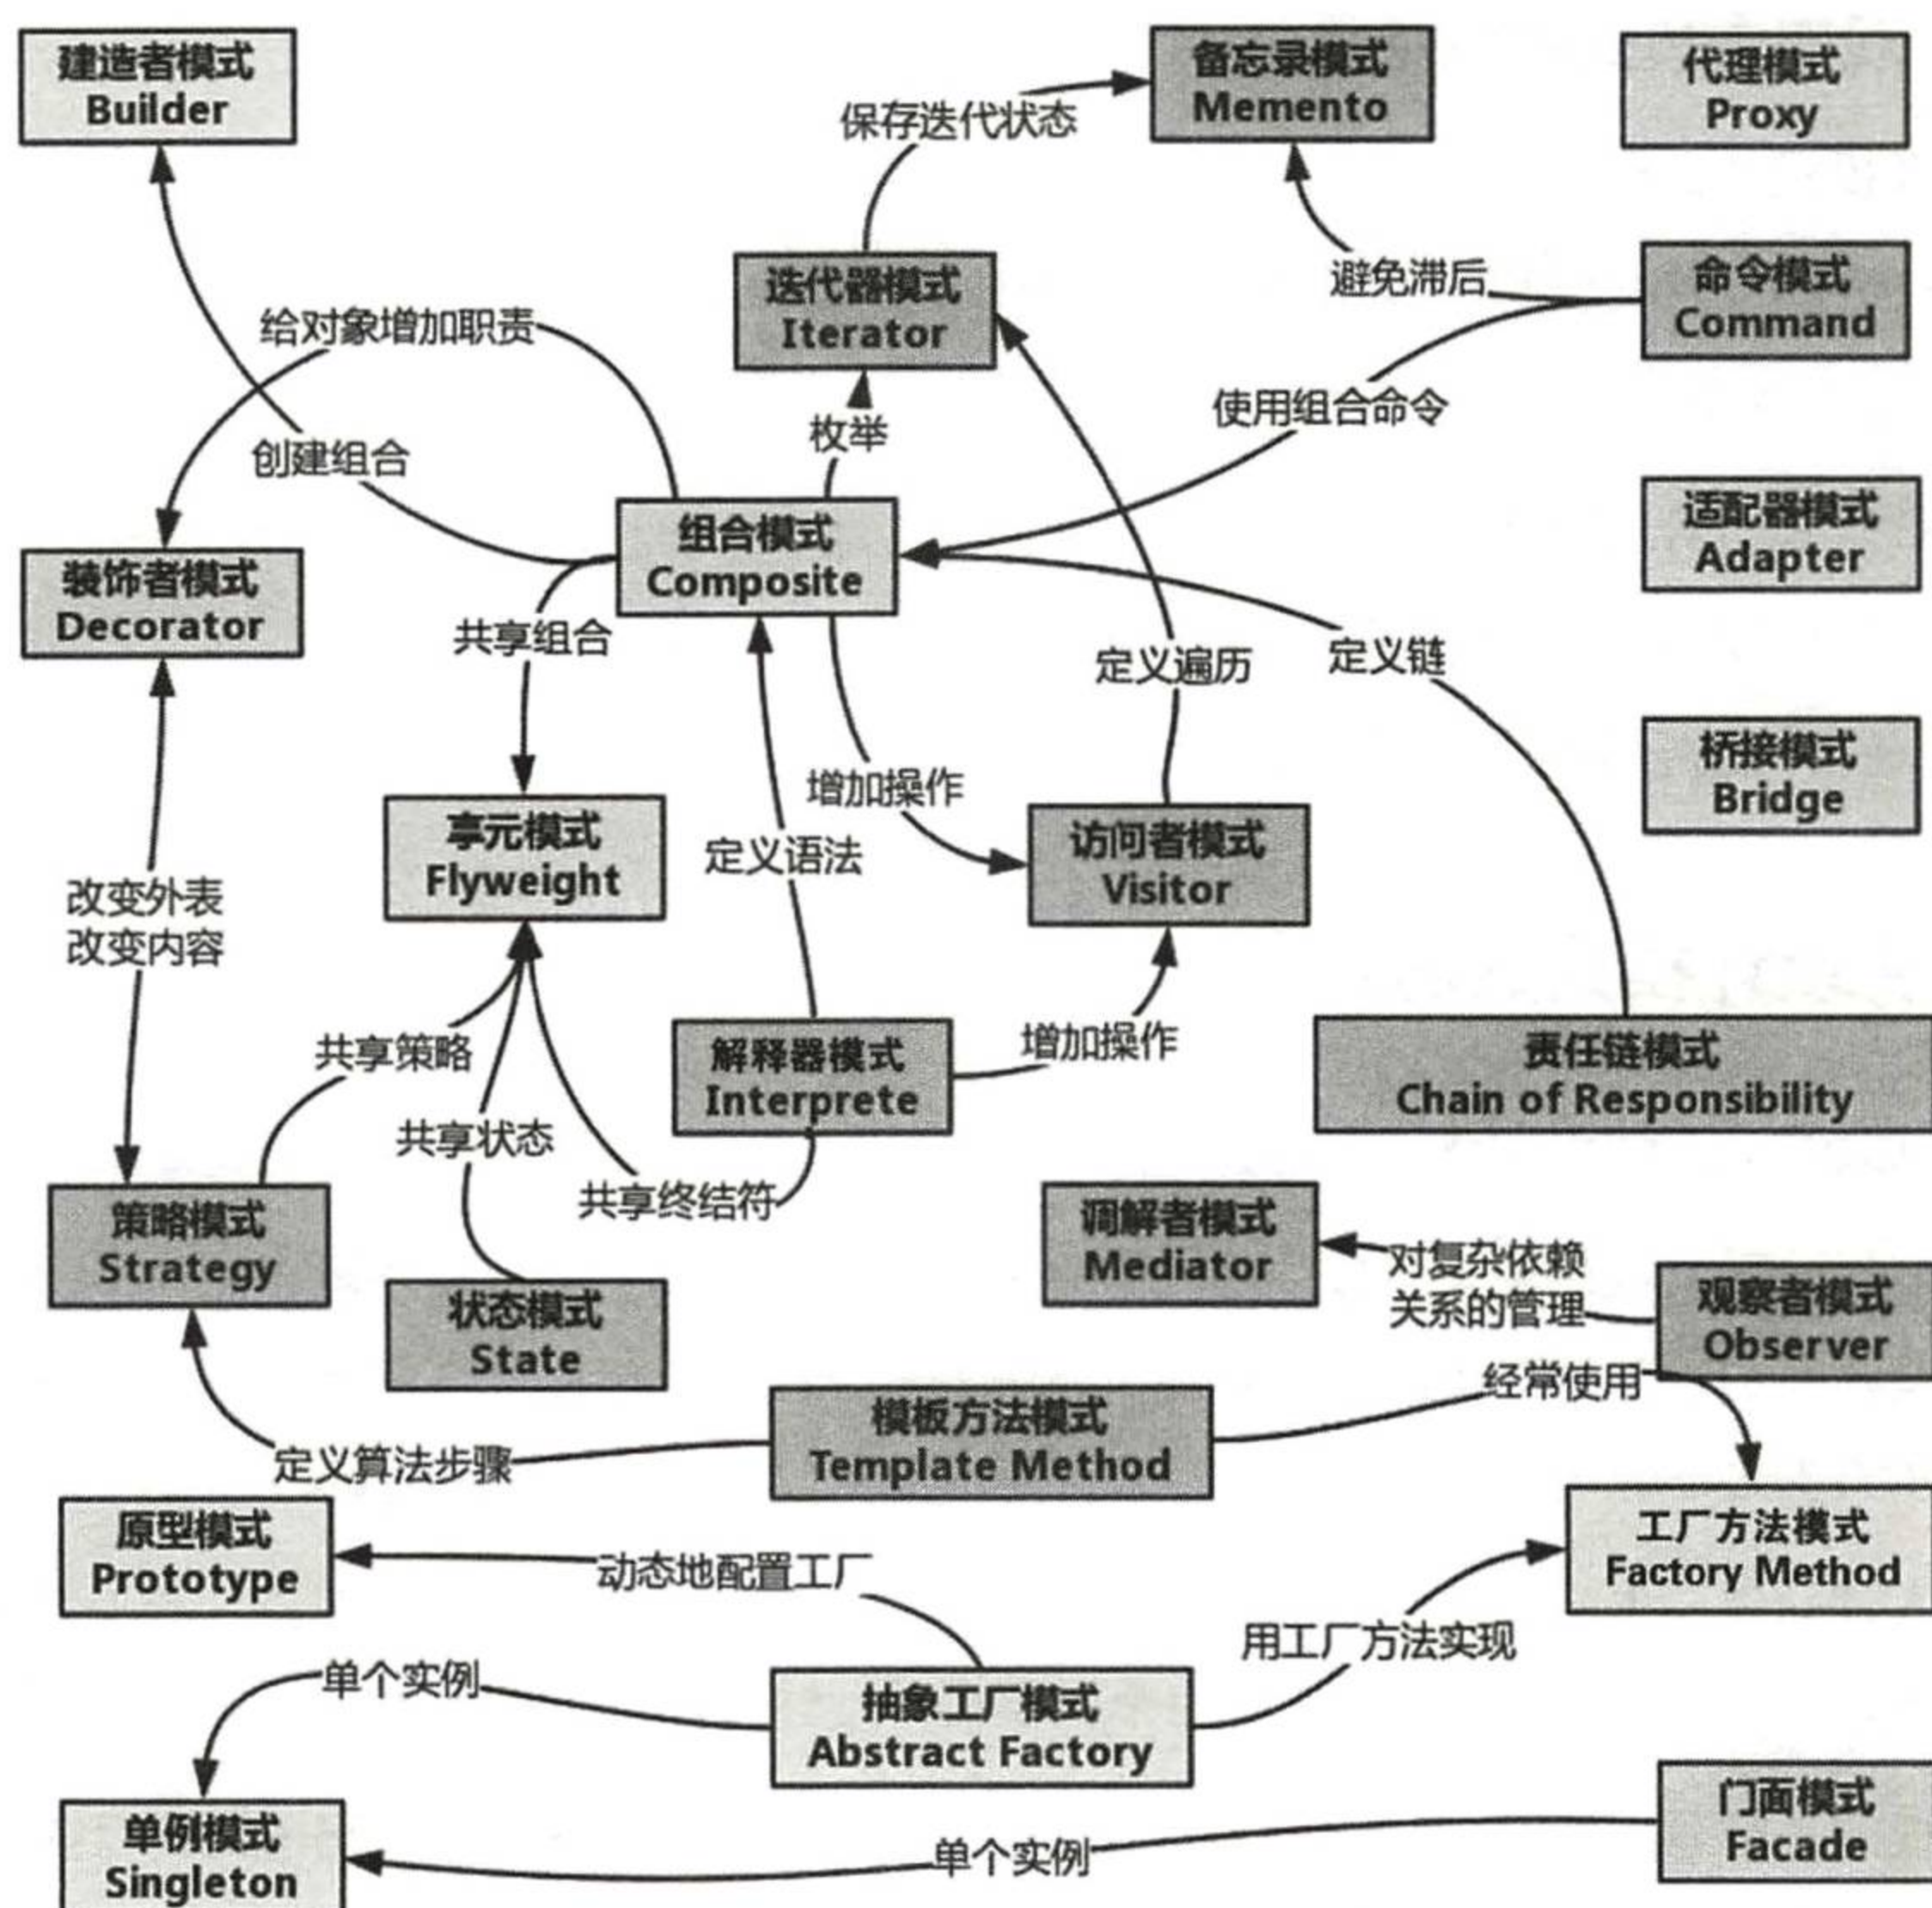 建造者模式
Builder
备忘录模式
Memento
代理模式
Proxy
保存迭代状态
迭代器模式
Iterator
避免滞后
命令模式
Command
给对象增加职责
创建组合
枚举
使用组合命令
组合模式
Composite
适配器模式
Adapter
装饰者模式
Decorator
共享组合
定义遍历
定义链
桥接模式
Bridge
享元模式
Flyweight
增加操作
定义语法
访问者模式
Visitor
改变外表
改变内容
共享策略
解释器模式
Interprete
增加操作
责任链模式
Chain of Responsibility
共享状态
共享终结符
策略模式
Strategy
调解者模式
Mediator
对复杂依赖
关系的管理
观察者模式
Observer
状态模式
State
经常使用
模板方法模式
Template Method
定义算法步骤
原型模式
Prototype
动态地配置工厂
工厂方法模式
Factory Method
用工厂方法实现
单个实例
抽象工厂模式
Abstract Factory
门面模式
Facade
单例模式
Singleton
单个实例